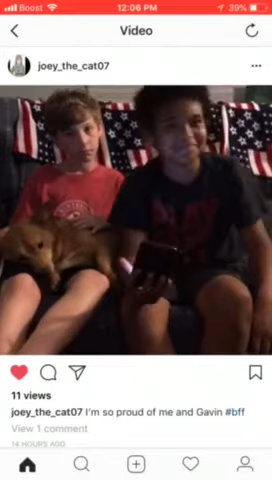 Boost 12:06 PM 39%
Video
joey_the_cat07
11 views
joey_the_cat07 I'm so proud of me and Gavin #bff
View 1 comment
14 HOURS AGO